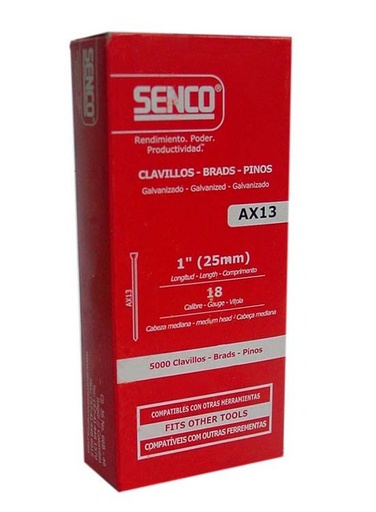 SENCO®
Rendimiento. Poder.
Productividad.™
CLAVILLOS - BRADS - PINOS
Galvanizado - Galvanized - Galvanizado
AX13
1" (25mm)
Longitud - Length - Comprimento
18
Calibre - Gauge - Vitola
Cabeza mediana - medium head - Cabeça mediana
AX13
5000 Clavillos - Brads - Pinos
COMPATIBLES CON OTRAS HERRAMIENTAS
FITS OTHER TOOLS
COMPATÍVEIS COM OUTRAS FERREMENTAS
SENCO